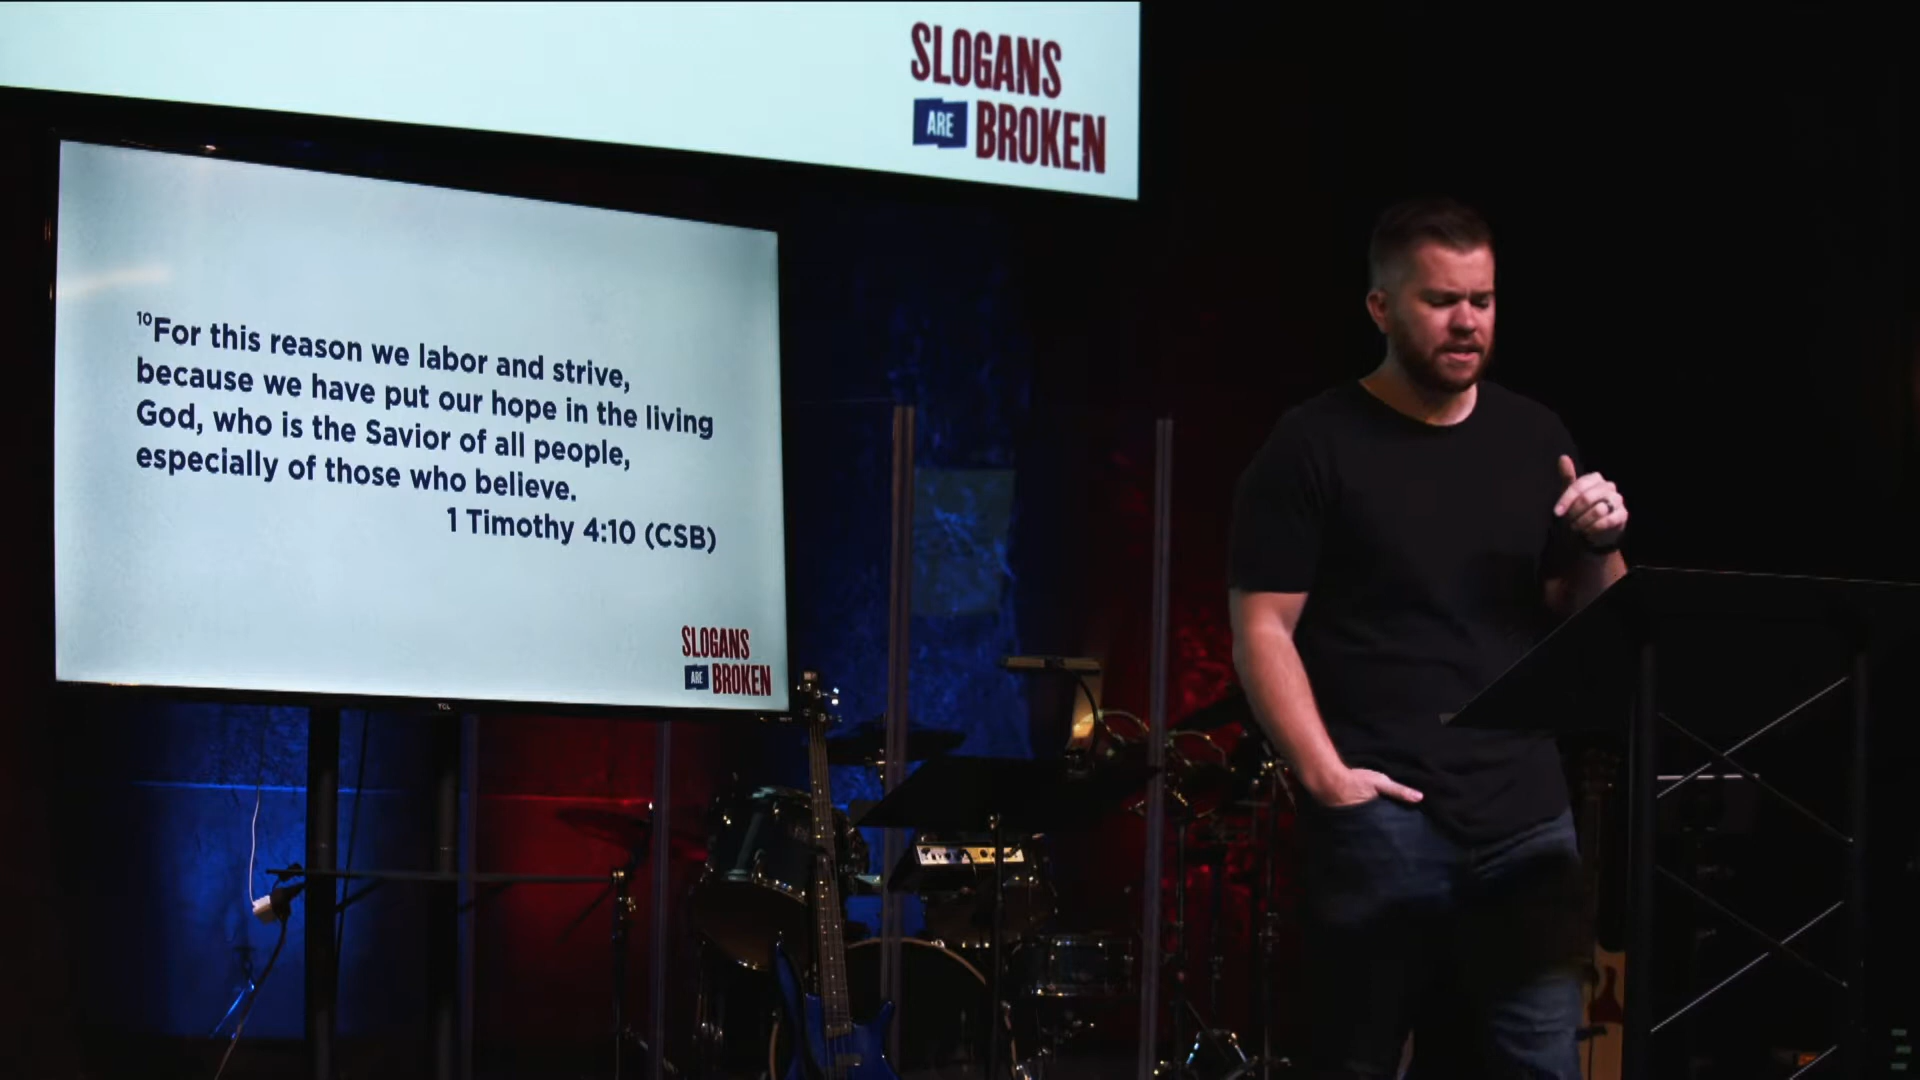 SLOGANS
ARE BROKEN
¹⁰For this reason we labor and strive,
because we have put our hope in the living
God, who is the Savior of all people,
especially of those who believe.
1 Timothy 4:10 (CSB)
SLOGANS
ARE BROKEN
TCL